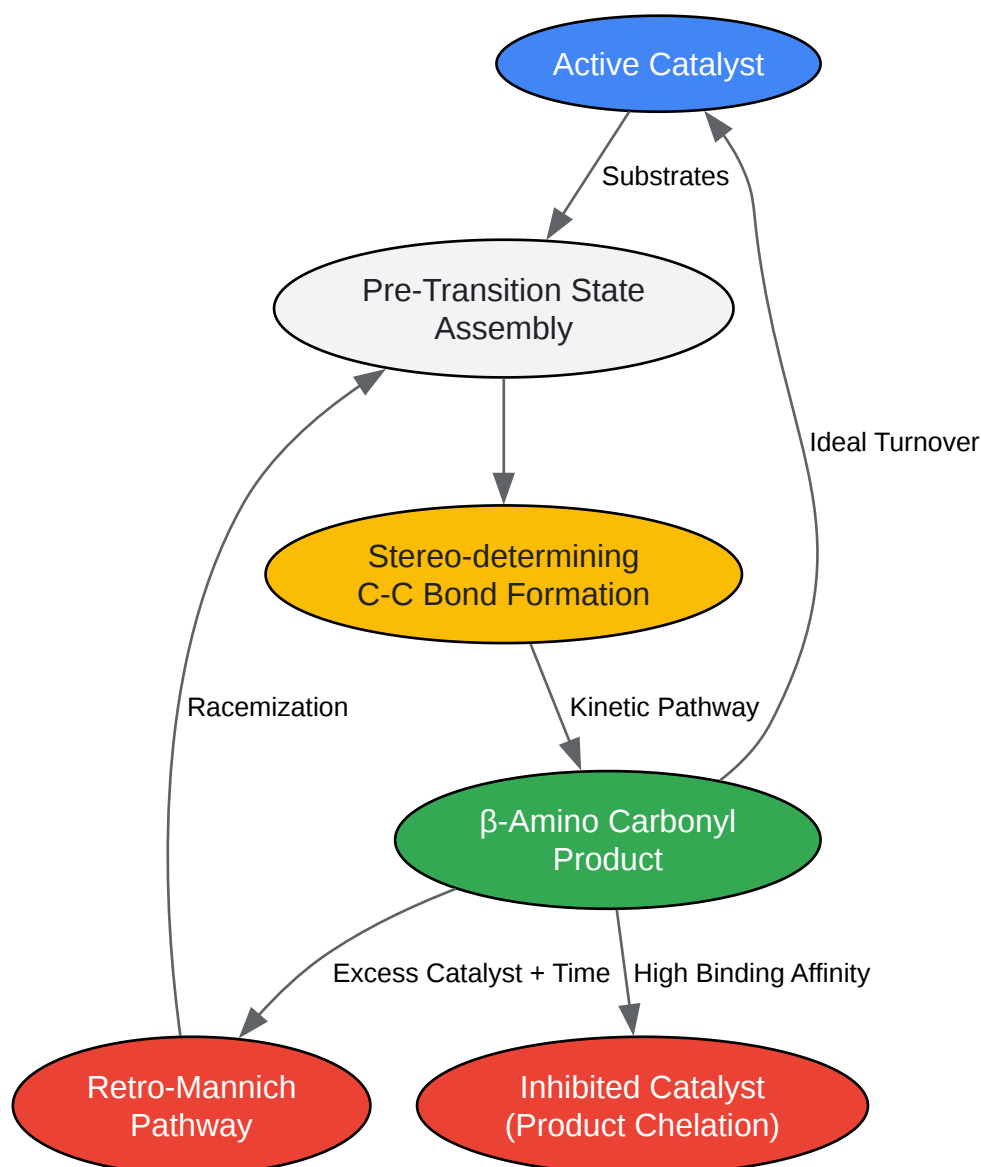 Active Catalyst
Substrates
Pre-Transition State
Assembly
Ideal Turnover
Stereo-determining
C-C Bond Formation
Racemization
Kinetic Pathway
β-Amino Carbonyl
Product
Excess Catalyst + Time
High Binding Affinity
Retro-Mannich
Pathway
Inhibited Catalyst
(Product Chelation)